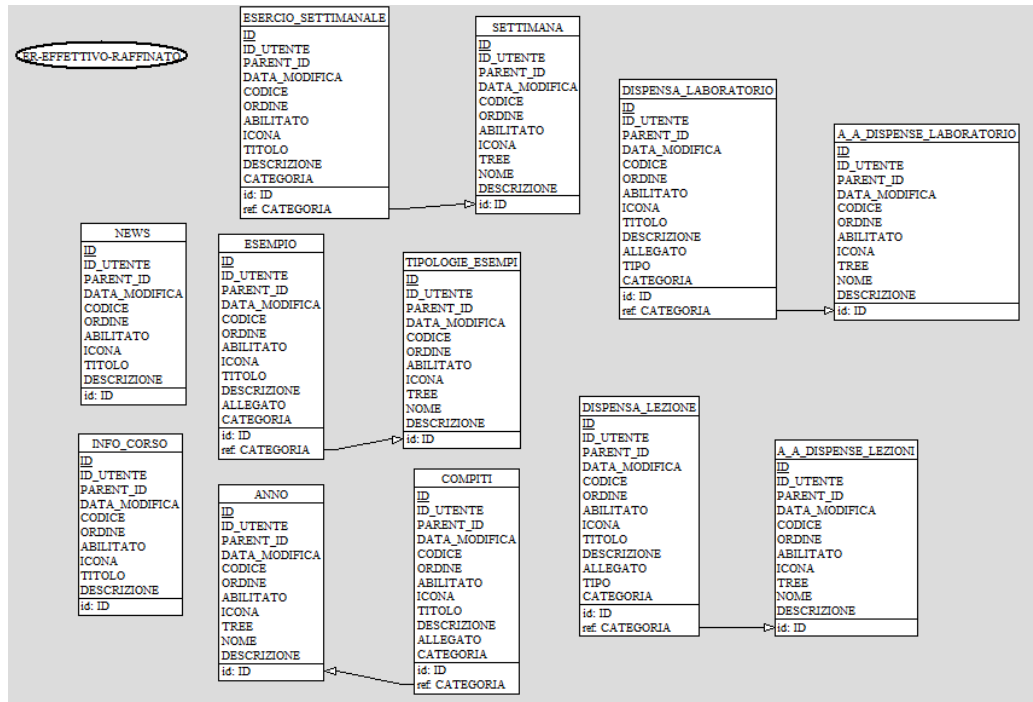 ER-EFFETTIVO-RAFFINATO
ESERCIO_SETTIMANALE
ID
ID_UTENTE
PARENT_ID
DATA_MODIFICA
CODICE
ORDINE
ABILITATO
ICONA
TITOLO
DESCRIZIONE
CATEGORIA
id: ID
ref: CATEGORIA
SETTIMANA
ID
ID_UTENTE
PARENT_ID
DATA_MODIFICA
CODICE
ORDINE
ABILITATO
ICONA
TREE
NOME
DESCRIZIONE
id: ID
DISPENSA_LABORATORIO
ID
ID_UTENTE
PARENT_ID
DATA_MODIFICA
CODICE
ORDINE
ABILITATO
ICONA
TITOLO
DESCRIZIONE
ALLEGATO
TIPO
CATEGORIA
id: ID
ref: CATEGORIA
A_A_DISPENSE_LABORATORIO
ID
ID_UTENTE
PARENT_ID
DATA_MODIFICA
CODICE
ORDINE
ABILITATO
ICONA
TREE
NOME
DESCRIZIONE
id: ID
NEWS
ID
ID_UTENTE
PARENT_ID
DATA_MODIFICA
CODICE
ORDINE
ABILITATO
ICONA
TITOLO
DESCRIZIONE
id: ID
ESEMPIO
ID
ID_UTENTE
PARENT_ID
DATA_MODIFICA
CODICE
ORDINE
ABILITATO
ICONA
TITOLO
DESCRIZIONE
ALLEGATO
CATEGORIA
id: ID
ref: CATEGORIA
TIPOLOGIE_ESEMPI
ID
ID_UTENTE
PARENT_ID
DATA_MODIFICA
CODICE
ORDINE
ABILITATO
ICONA
TREE
NOME
DESCRIZIONE
id: ID
DISPENSA_LEZIONE
ID
ID_UTENTE
PARENT_ID
DATA_MODIFICA
CODICE
ORDINE
ABILITATO
ICONA
TITOLO
DESCRIZIONE
ALLEGATO
TIPO
CATEGORIA
id: ID
ref: CATEGORIA
A_A_DISPENSE_LEZIONI
ID
ID_UTENTE
PARENT_ID
DATA_MODIFICA
CODICE
ORDINE
ABILITATO
ICONA
TREE
NOME
DESCRIZIONE
id: ID
INFO_CORSO
ID
ID_UTENTE
PARENT_ID
DATA_MODIFICA
CODICE
ORDINE
ABILITATO
ICONA
TITOLO
DESCRIZIONE
id: ID
ANNO
ID
ID_UTENTE
PARENT_ID
DATA_MODIFICA
CODICE
ORDINE
ABILITATO
ICONA
TREE
NOME
DESCRIZIONE
id: ID
COMPITI
ID
ID_UTENTE
PARENT_ID
DATA_MODIFICA
CODICE
ORDINE
ABILITATO
ICONA
TITOLO
DESCRIZIONE
ALLEGATO
CATEGORIA
id: ID
ref: CATEGORIA